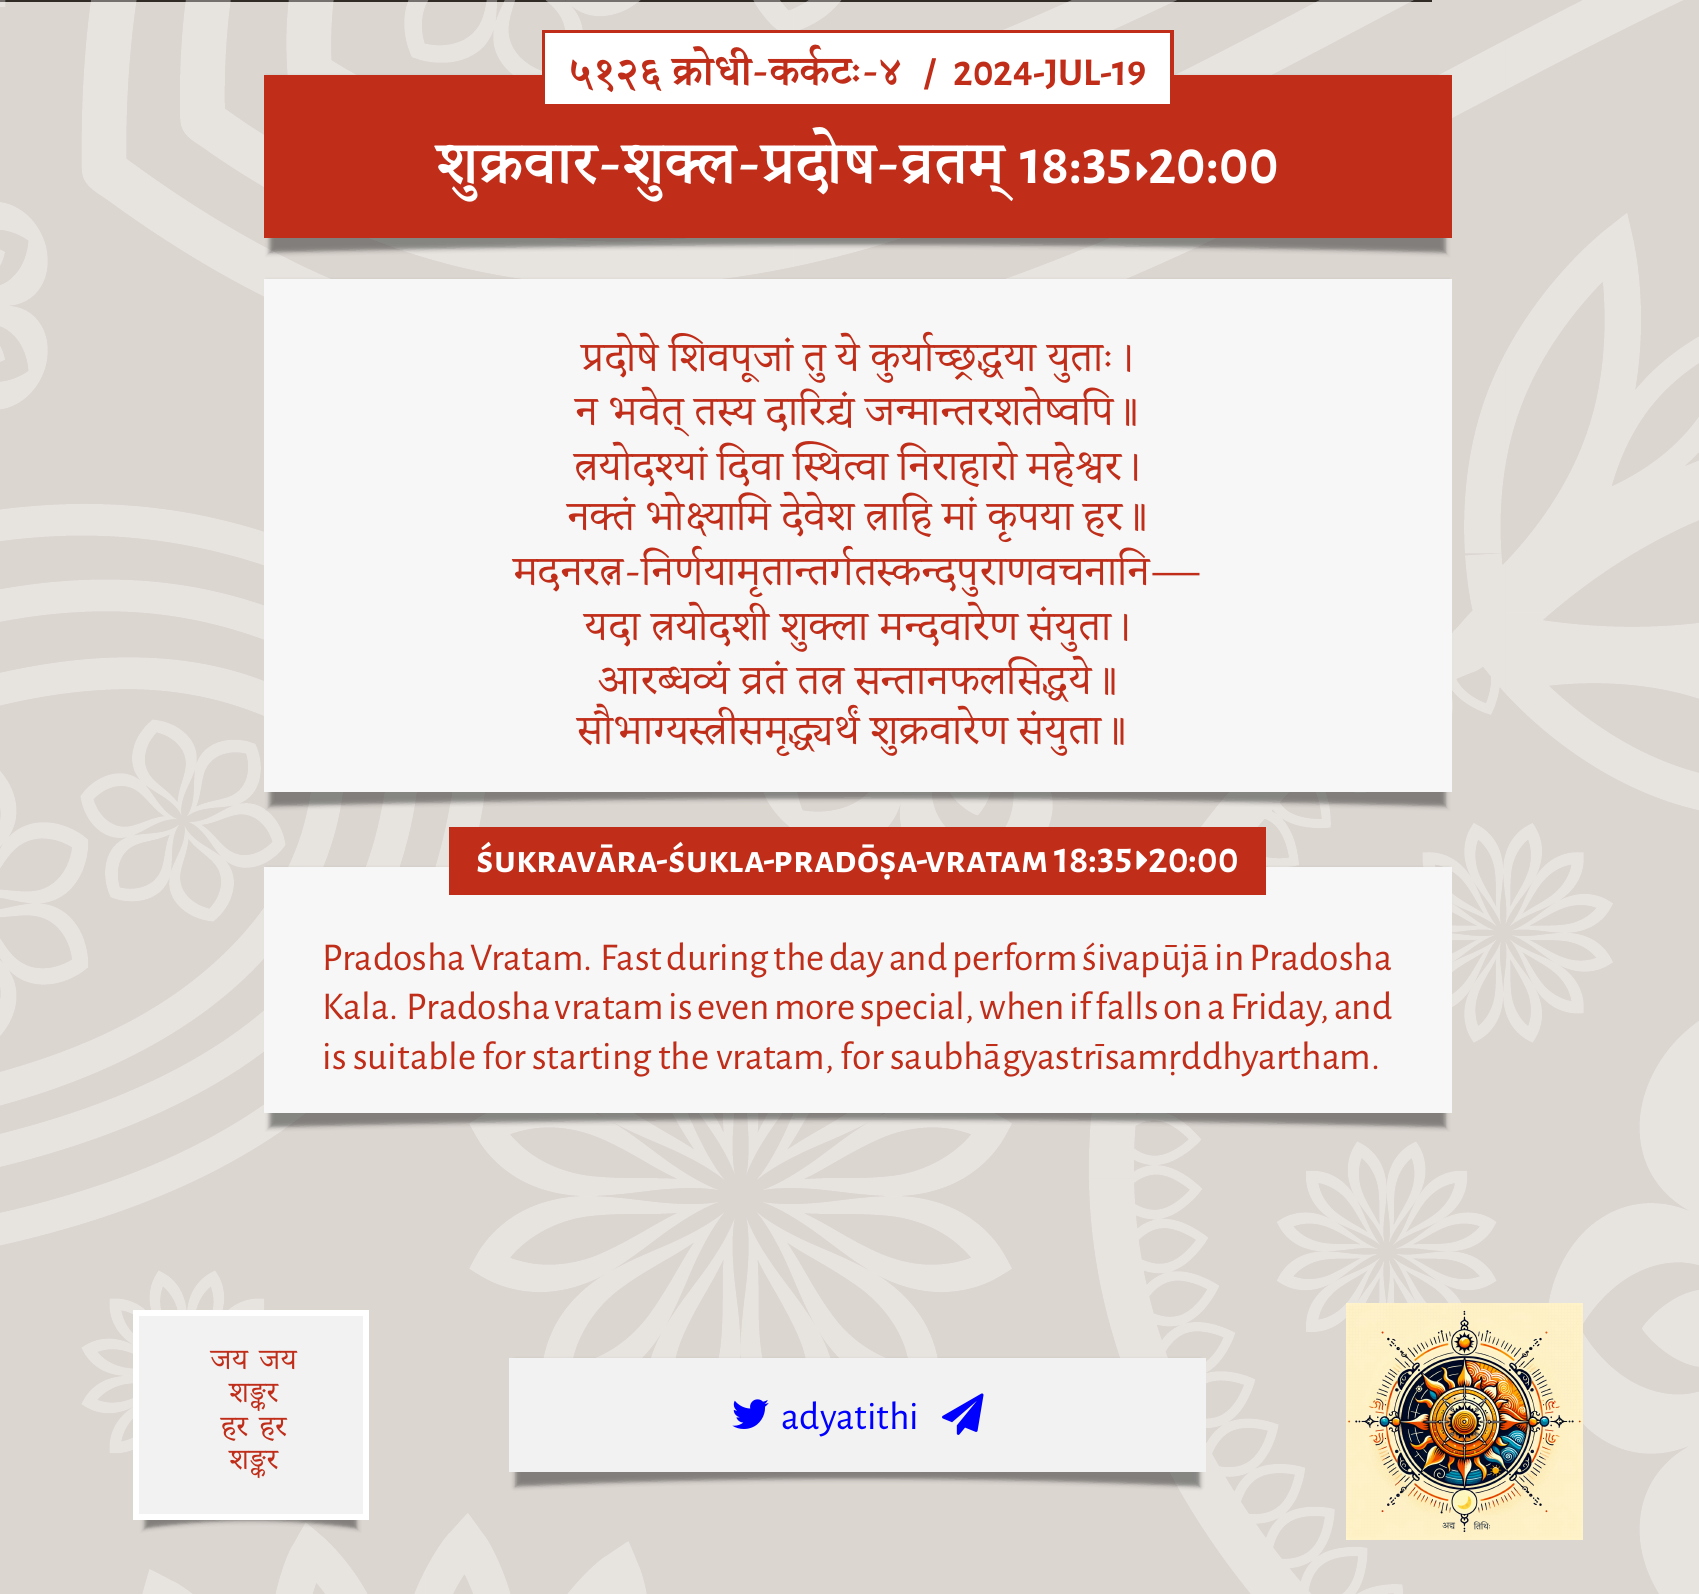 ५१२६ क्रोधी-कर्कटः-४ / 2024-JUL-19
शुक्रवार-शुक्ल-प्रदोष-व्रतम् 18:35▸20:00
प्रदोषे शिवपूजां तु ये कुर्याच्छ्रद्धया युताः।
न भवेत् तस्य दारिद्र्यं जन्मान्तरशतेष्वपि॥
त्रयोदश्यां दिवा स्थित्वा निराहारो महेश्वर।
नक्तं भोक्ष्यामि देवेश त्राहि मां कृपया हर॥
मदनरत्न-निर्णयामृतान्तर्गतस्कन्दपुराणवचनानि—
यदा त्रयोदशी शुक्ला मन्दवारेण संयुता।
आरब्धव्यं व्रतं तत्र सन्तानफलसिद्धये॥
सौभाग्यस्त्रीसमृद्ध्यर्थं शुक्रवारेण संयुता॥
ŚUKRAVĀRA-ŚUKLA-PRADŌṢA-VRATAM 18:35▸20:00
Pradosha Vratam. Fast during the day and perform śivapūjā in Pradosha
Kala. Pradosha vratam is even more special, when if falls on a Friday, and
is suitable for starting the vratam, for saubhāgyastrīsamṛddhyartham.
जय जय
शङ्कर
हर हर
शङ्कर
adyatithi
अद्य तिथिः